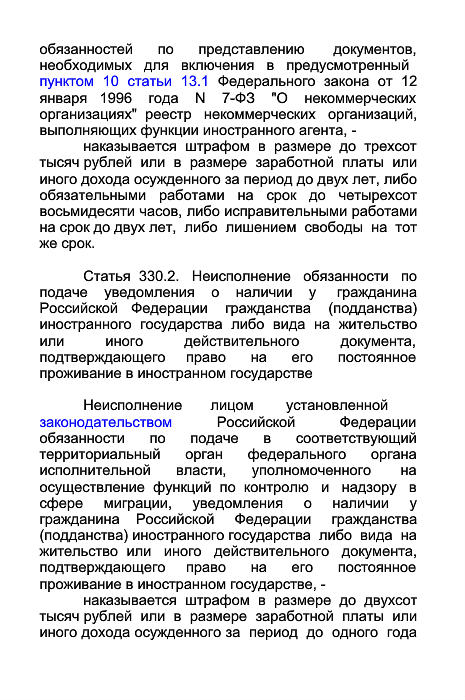 обязанностей по представлению документов,
необходимых для включения в предусмотренный
пунктом 10 статьи 13.1 Федерального закона от 12
января 1996 года N 7-ФЗ "О некоммерческих
организациях" реестр некоммерческих организаций,
выполняющих функции иностранного агента, -
наказывается штрафом в размере до трехсот
тысяч рублей или в размере заработной платы или
иного дохода осужденного за период до двух лет, либо
обязательными работами на срок до четырехсот
восьмидесяти часов, либо исправительными работами
на срок до двух лет, либо лишением свободы на тот
же срок.
Статья 330.2. Неисполнение обязанности по
подаче уведомления о наличии у гражданина
Российской Федерации гражданства (подданства)
иностранного государства либо вида на жительство
или иного действительного документа,
подтверждающего право на его постоянное
проживание в иностранном государстве
Неисполнение лицом установленной
законодательством Российской Федерации
обязанности по подаче в соответствующий
территориальный орган федерального органа
исполнительной власти, уполномоченного на
осуществление функций по контролю и надзору в
сфере миграции, уведомления о наличии у
гражданина Российской Федерации гражданства
(подданства) иностранного государства либо вида на
жительство или иного действительного документа,
подтверждающего право на его постоянное
проживание в иностранном государстве, -
наказывается штрафом в размере до двухсот
тысяч рублей или в размере заработной платы или
иного дохода осужденного за период до одного года